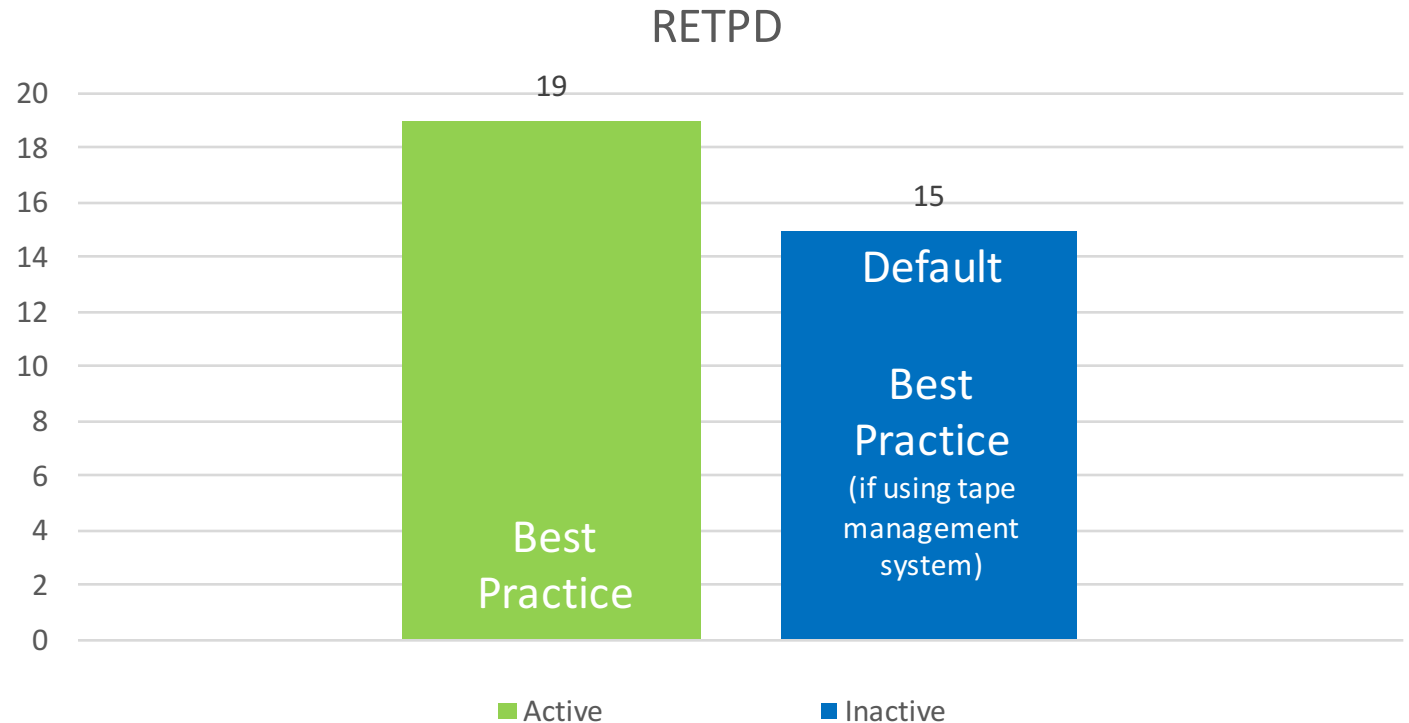 RETPD
19
20
18
16
15
14
Default
12
10
Best
8
Practice
6
(if using tape
management
system)
4
Best
2
Practice
0
Active
Inactive